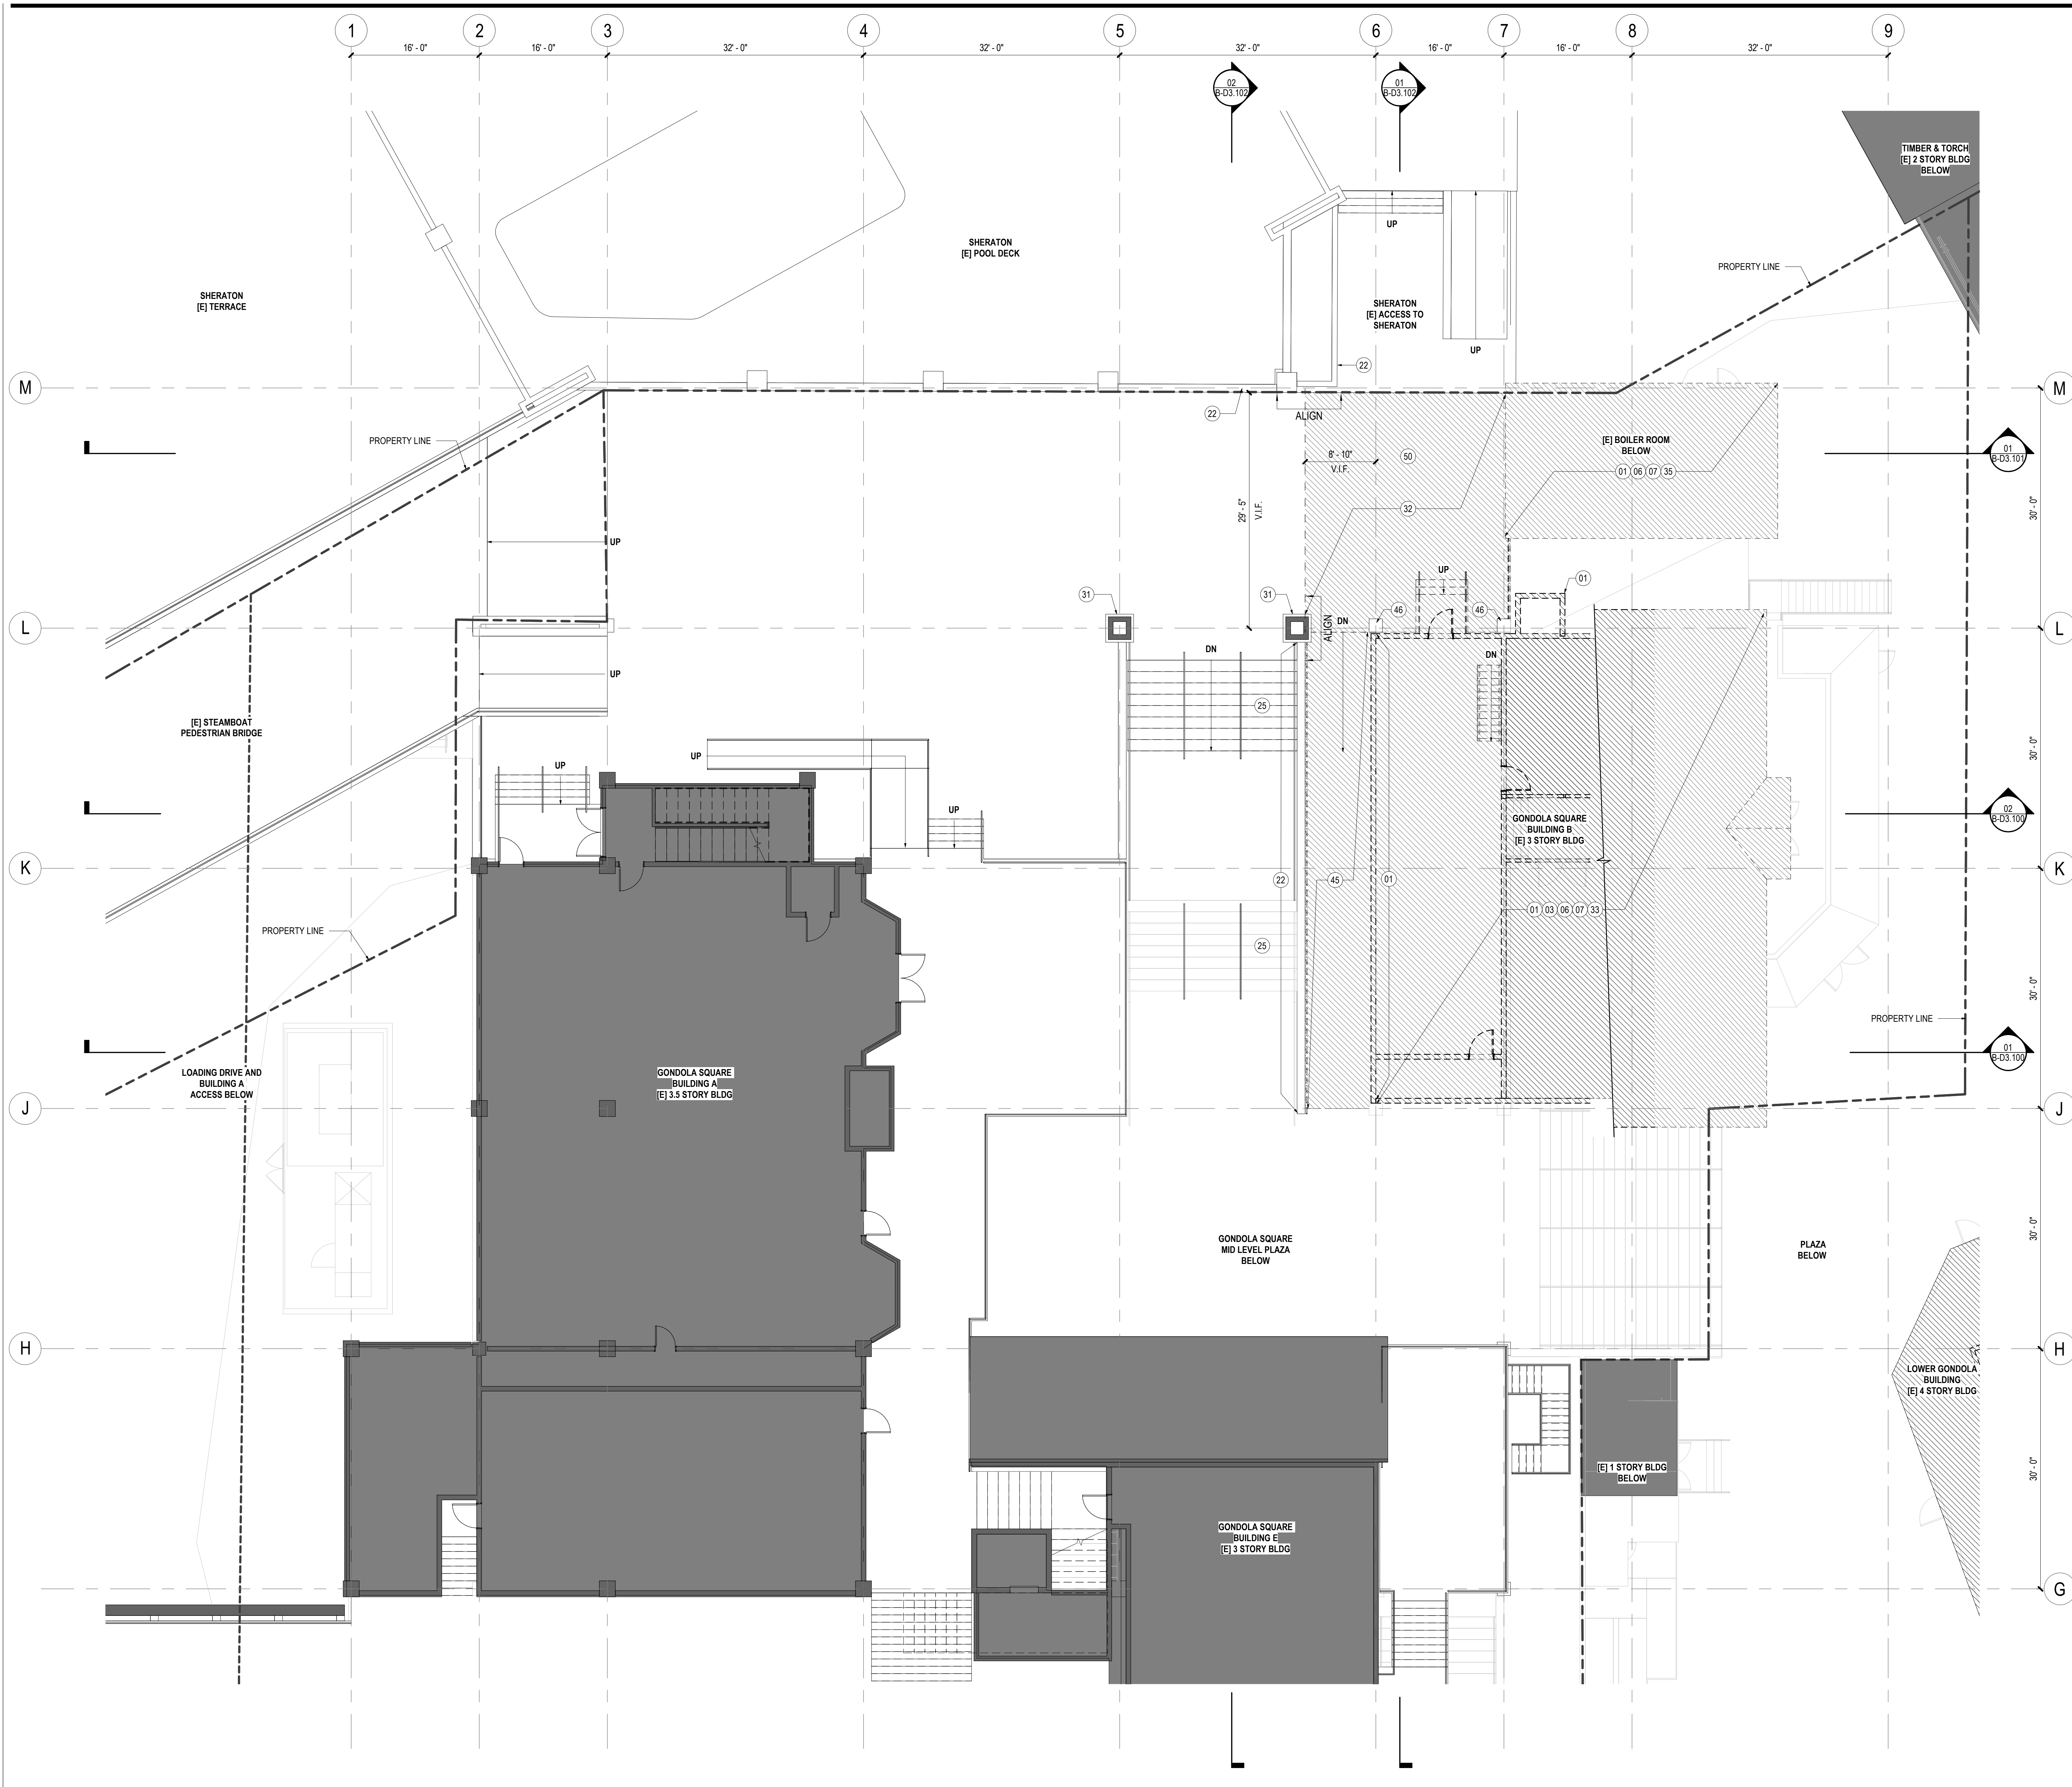 1
2
3
4
5
6
7
8
9
16' - 0"
16' - 0"
32' - 0"
32' - 0"
32' - 0"
16' - 0"
16' - 0"
32' - 0"
02
B-D3.102
01
B-D3.102
TIMBER & TORCH
[E] 2 STORY BLDG
BELOW
UP
SHERATON
[E] POOL DECK
PROPERTY LINE
SHERATON
[E] TERRACE
SHERATON
[E] ACCESS TO
SHERATON
UP
22
M
M
22
ALIGN
PROPERTY LINE
[E] BOILER ROOM
BELOW
01
B-D3.101
8' - 10"
V.I.F.
50
01
06
07
35
29' - 5"
V.I.F.
32
30' - 0"
UP
UP
01
31
31
46
46
L
DN
ALIGN
L
DN
DN
UP
25
[E] STEAMBOAT
PEDESTRIAN BRIDGE
30' - 0"
UP
UP
UP
02
B-D3.100
GONDOLA SQUARE
BUILDING B
[E] 3 STORY BLDG
K
22
45
01
K
01
03
06
07
33
PROPERTY LINE
25
30' - 0"
PROPERTY LINE
01
B-D3.100
LOADING DRIVE AND
BUILDING A
ACCESS BELOW
GONDOLA SQUARE
BUILDING A
[E] 3.5 STORY BLDG
J
J
GONDOLA SQUARE
MID LEVEL PLAZA
BELOW
PLAZA
BELOW
30' - 0"
H
H
LOWER GONDOLA
BUILDING
[E] 4 STORY BLDG
[E] 1 STORY BLDG
BELOW
30' - 0"
GONDOLA SQUARE
BUILDING E
[E] 3 STORY BLDG
G